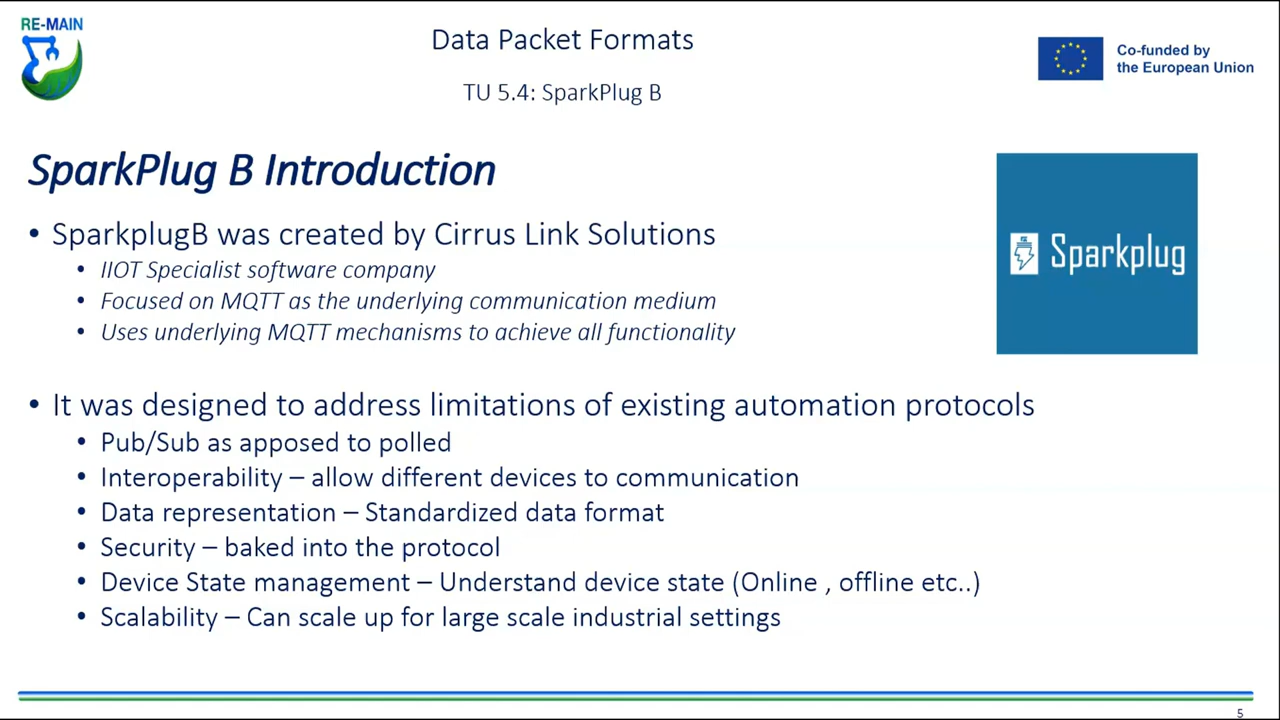 RE-MAIN
Data Packet Formats
TU 5.4: SparkPlug B
Co-funded by
the European Union
SparkPlug B Introduction
• SparkplugB was created by Cirrus Link Solutions
• IIOT Specialist software company
• Focused on MQTT as the underlying communication medium
• Uses underlying MQTT mechanisms to achieve all functionality
Sparkplug
• It was designed to address limitations of existing automation protocols
• Pub/Sub as apposed to polled
• Interoperability – allow different devices to communication
• Data representation – Standardized data format
• Security – baked into the protocol
• Device State management – Understand device state (Online , offline etc..)
• Scalability – Can scale up for large scale industrial settings
5